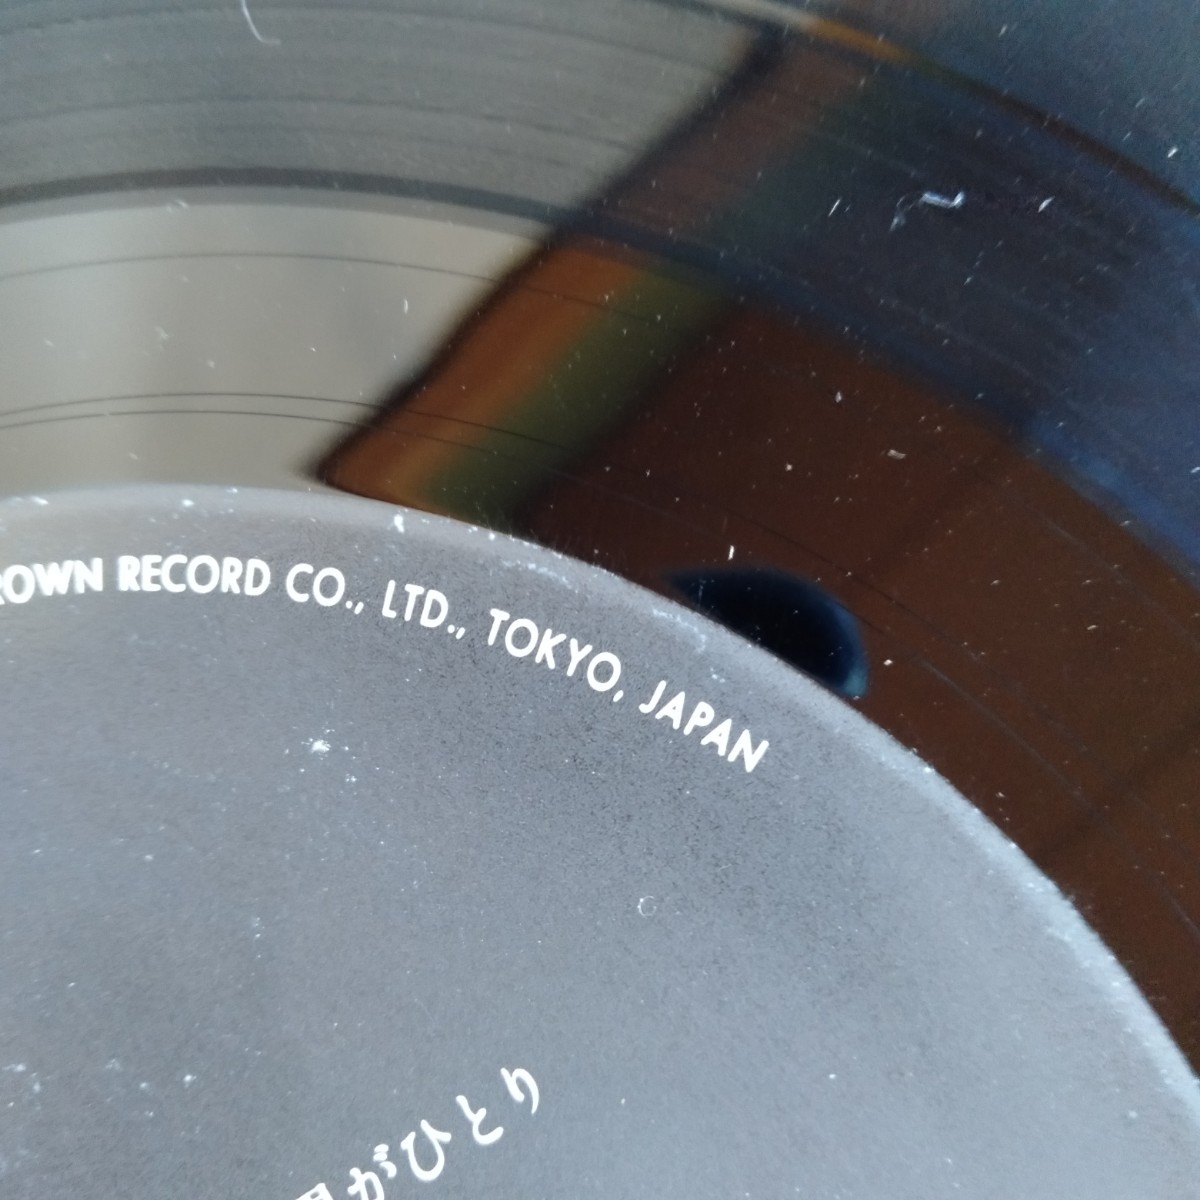 ROWN RECORD CO., LTD., TOKYO, JAPAN
がひとり